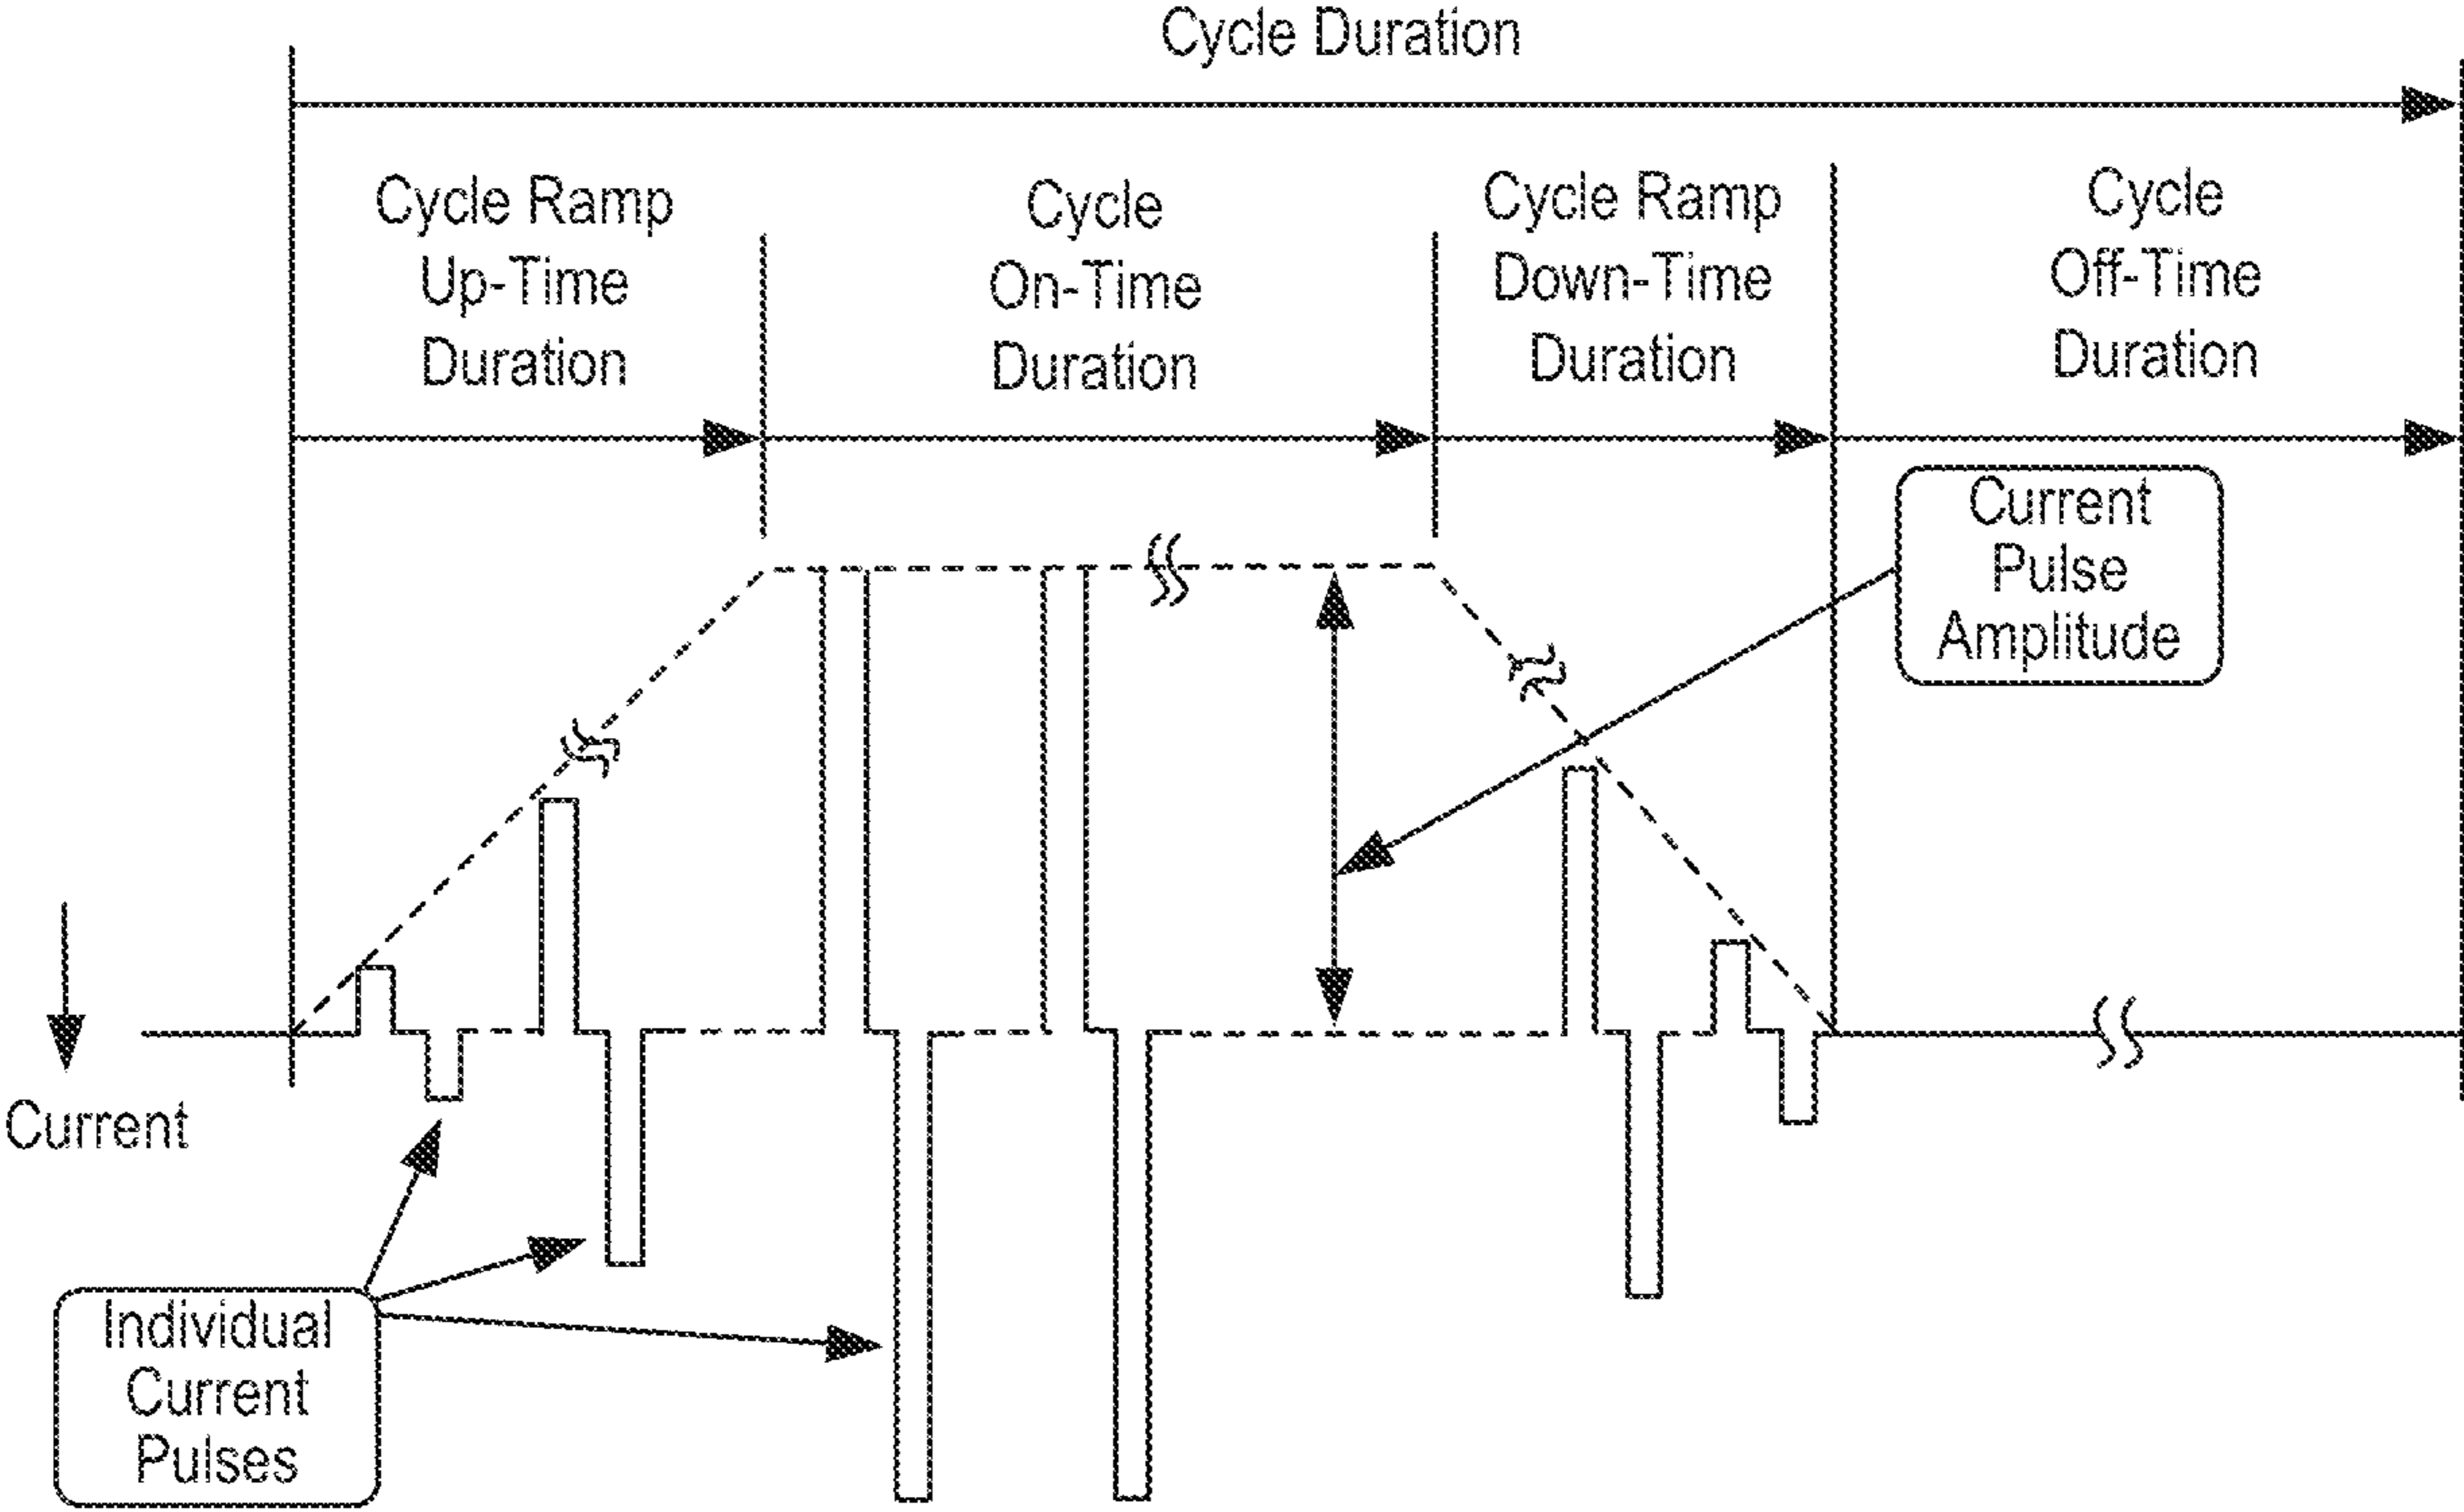 Cycle Duration
Cycle Ramp
Up-Time
Duration
Cycle
On-Time
Duration
Cycle Ramp
Down-Time
Duration
Cycle
Off-Time
Duration
Current
Pulse
Amplitude
Current
Individual
Current
Pulses